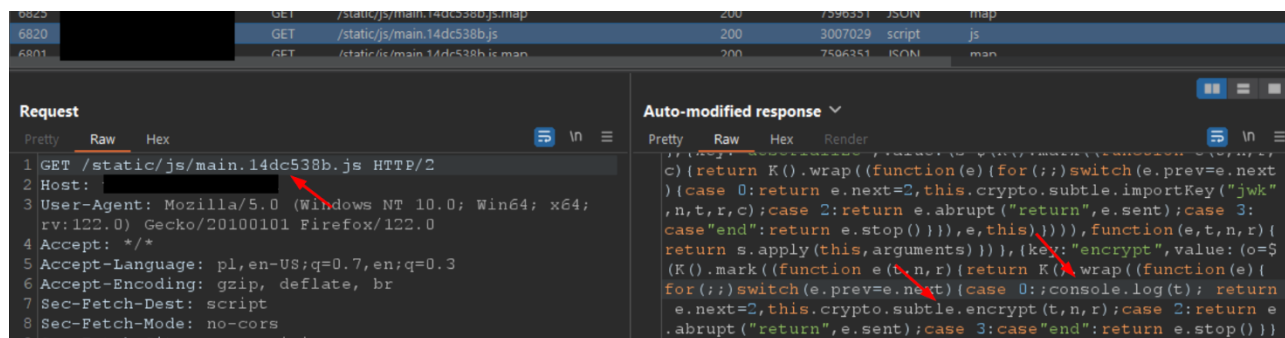 6825 GET /static/js/main.14dc538b.js.map 200 7596351 JSON map
6820 GET /static/js/main.14dc538b.js 200 3007029 script js
6801 GET /static/js/main.14dc538b.js.map 200 7596351 JSON map
Request
Pretty Raw Hex \n
1 GET /static/js/main.14dc538b.js HTTP/2
2 Host:
3 User-Agent: Mozilla/5.0 (Windows NT 10.0; Win64; x64;
rv:122.0) Gecko/20100101 Firefox/122.0
4 Accept: */*
5 Accept-Language: pl,en-US;q=0.7,en;q=0.3
6 Accept-Encoding: gzip, deflate, br
7 Sec-Fetch-Dest: script
8 Sec-Fetch-Mode: no-cors
Auto-modified response
Pretty Raw Hex Render \n
c){return K().wrap((function(e){for(;;)switch(e.prev=e.next
){case 0:return e.next=2,this.crypto.subtle.importKey("jwk"
,n,t,r,c);case 2:return e.abrupt("return",e.sent);case 3:
case"end":return e.stop()}}),e,this)}))),function(e,t,n,r){
return s.apply(this,arguments)})},{key:"encrypt",value:(o=$
(K().mark((function e(t,n,r){return K().wrap((function(e){
for(;;)switch(e.prev=e.next){case 0:;console.log(t); return
e.next=2,this.crypto.subtle.encrypt(t,n,r);case 2:return e
.abrupt("return",e.sent);case 3:case"end":return e.stop()}}